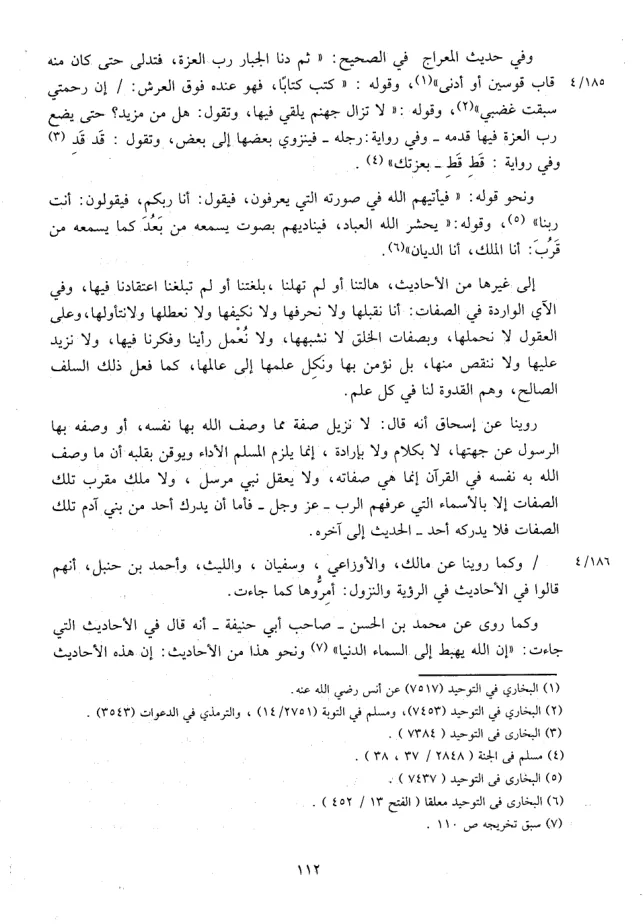 وفي حديث المعراج في الصحيح: « ثم دنا الجبار رب العزة، فتدلى حتى كان منه
٤/١٨٥ قاب قوسين أو أدنى»(١)، وقوله : « كتب كتابًا، فهو عنده فوق العرش: / إن رحمتي
سبقت غضبي»(٢)، وقوله :« لا تزال جهنم يلقي فيها، وتقول: هل من مزيد؟ حتى يضع
رب العزة فيها قدمه ـ وفي رواية:رجله ـ فينزوي بعضها إلى بعض، وتقول : قَد قَدِ (٣)
وفي رواية : قَطِ قَطِ ـ بعزتك» (٤) .
ونحو قوله: « فيأتيهم الله في صورته التي يعرفون، فيقول: أنا ربكم، فيقولون: أنت
ربنا» (٥)، وقوله:« يحشر الله العباد، فيناديهم بصوت يسمعه من بَعُدَ كما يسمعه من
قَرُبَ: أنا الملك، أنا الديان»(٦).
إلى غيرها من الأحاديث، هالتنا أو لم تهلنا ،بلغتنا أو لم تبلغنا اعتقادنا فيها، وفي
الآي الواردة في الصفات: أنا نقبلها ولا نحرفها ولا نكيفها ولا نعطلها ولانتأولها،وعلى
العقول لا نحملها، وبصفات الخلق لا نشبهها، ولا نُعْمل رأينا وفكرنا فيها، ولا نزيد
عليها ولا ننقص منها، بل نؤمن بها ونَكِل علمها إلى عالمها، كما فعل ذلك السلف
الصالح، وهم القدوة لنا في كل علم.
روينا عن إسحاق أنه قال: لا نزيل صفة مما وصف الله بها نفسه، أو وصفه بها
الرسول عن جهتها، لا بكلام ولا بإرادة ، إنما يلزم المسلم الأداء ويوقن بقلبه أن ما وصف
الله به نفسه في القرآن إنما هي صفاته، ولا يعقل نبي مرسل ، ولا ملك مقرب تلك
الصفات إلا بالأسماء التي عرفهم الرب ـ عز وجل ـ فأما أن يدرك أحد من بني آدم تلك
الصفات فلا يدركه أحد ـ الحديث إلى آخره.
٤/١٨٦ / وكما روينا عن مالك، والأوزاعي ، وسفيان ، والليث، وأحمد بن حنبل، أنهم
قالوا في الأحاديث في الرؤية والنزول: أمِرُّوها كما جاءت.
وكما روى عن محمد بن الحسن ـ صاحب أبي حنيفة ـ أنه قال في الأحاديث التي
جاءت: «إن الله يهبط إلى السماء الدنيا» (٧) ونحو هذا من الأحاديث: إن هذه الأحاديث
(١) البخاري في التوحيد (٧٥١٧) عن أنس رضي الله عنه.
(٢) البخاري في التوحيد (٧٤٥٣)، ومسلم في التوبة (١٤/٢٧٥١) ، والترمذي في الدعوات (٣٥٤٣) .
(٣) البخارى فى التوحيد ( ٧٣٨٤ ) .
(٤) مسلم فى الجنة ( ٢٨٤٨ / ٣٧ ، ٣٨ ) .
(٥) البخارى فى التوحيد ( ٧٤٣٧ ) .
(٦) البخارى فى التوحيد معلقا ( الفتح ١٣ / ٤٥٢ ) .
(٧) سبق تخريجه ص ١١٠ .
١١٢